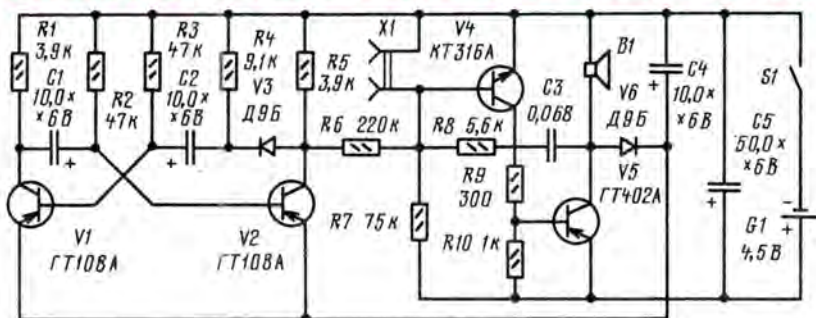 R1
3,9к
C1
10,0×
×6В
R2
47к
R3
47к
C2
10,0×
×6В
R4
9,1к
V3
Д9Б
R5
3,9к
X1
V4
КТ316А
R6 220к
R8 5,6к
C3
0,068
B1
V6
Д9Б
C4
10,0×
×6В
S1
C5
50,0×
×6В
R9
300
V5
ГТ402А
R7 75к
R10 1к
G1
4,5В
V1
ГТ108А
V2
ГТ108А